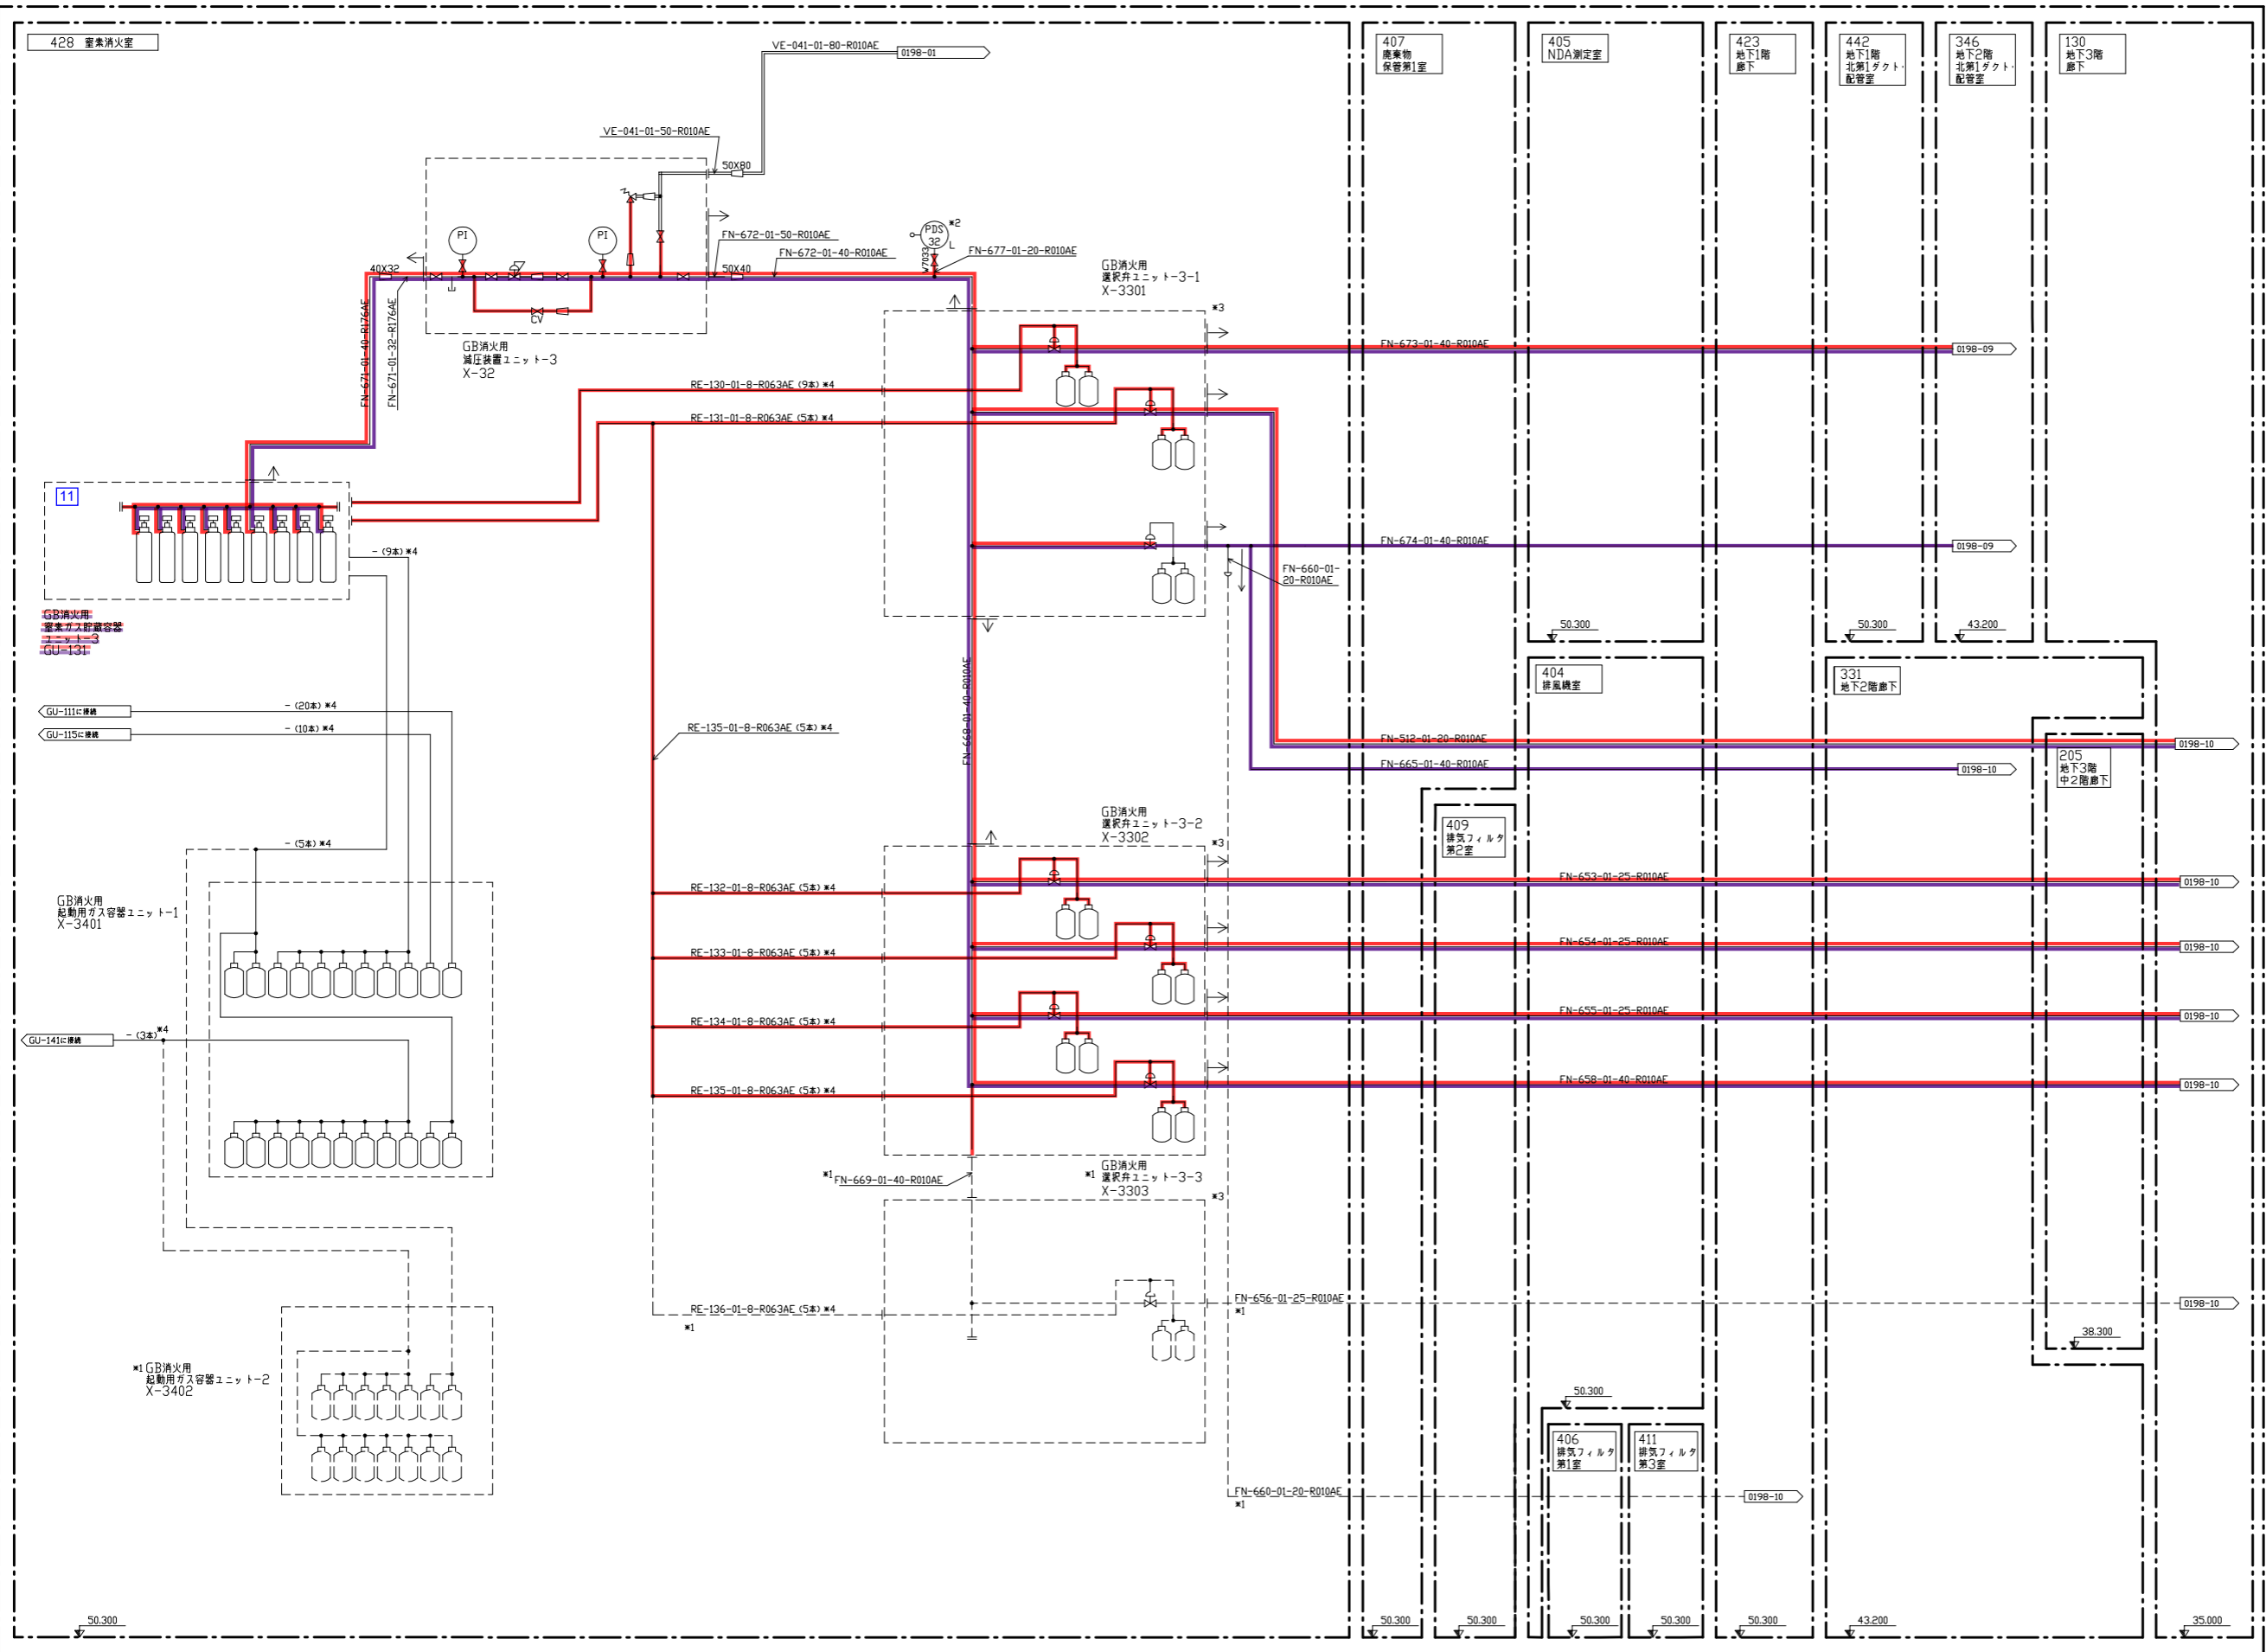 428 窒素消火室
VE-041-01-80-R010AE
0198-01
407
廃棄物
保管第1室
405
NDA測定室
423
地下1階
廊下
442
地下1階
北第1ダクト・
配管室
346
地下2階
北第1ダクト・
配管室
130
地下3階
廊下
VE-041-01-50-R010AE
50X80
PI
PI
FN-672-01-50-R010AE
FN-672-01-40-R010AE
PDS
32
*2
L
W7033
FN-677-01-20-R010AE
40X32
50X40
CV
FN-671-01-40-R176AE
FN-671-01-32-R176AE
GB消火用
減圧装置ユニット-3
X-32
GB消火用
選択弁ユニット-3-1
X-3301
*3
FN-673-01-40-R010AE
0198-09
RE-130-01-8-R063AE (9本) *4
RE-131-01-8-R063AE (5本) *4
11
- (9本) *4
FN-674-01-40-R010AE
0198-09
FN-660-01-
20-R010AE
GB消火用
窒素ガス貯蔵容器
ユニット-3
GU-131
50.300
50.300
43.200
404
排風機室
331
地下2階廊下
FN-668-01-40-R010AE
GU-111に接続
- (20本) *4
GU-115に接続
- (10本) *4
RE-135-01-8-R063AE (5本) *4
FN-512-01-20-R010AE
0198-10
FN-665-01-40-R010AE
0198-10
205
地下3階
中2階廊下
GB消火用
選択弁ユニット-3-2
X-3302
*3
409
排気フィルタ
第2室
- (5本) *4
GB消火用
起動用ガス容器ユニット-1
X-3401
RE-132-01-8-R063AE (5本) *4
FN-653-01-25-R010AE
0198-10
RE-133-01-8-R063AE (5本) *4
FN-654-01-25-R010AE
0198-10
RE-134-01-8-R063AE (5本) *4
FN-655-01-25-R010AE
0198-10
GU-141に接続
- (3本) *4
RE-135-01-8-R063AE (5本) *4
FN-658-01-40-R010AE
0198-10
*1 FN-669-01-40-R010AE
*1 GB消火用
選択弁ユニット-3-3
X-3303
*3
RE-136-01-8-R063AE (5本) *4
*1
FN-656-01-25-R010AE
*1
0198-10
38.300
*1 GB消火用
起動用ガス容器ユニット-2
X-3402
50.300
406
排気フィルタ
第1室
411
排気フィルタ
第3室
FN-660-01-20-R010AE
*1
0198-10
50.300
50.300
50.300
50.300
50.300
50.300
43.200
35.000